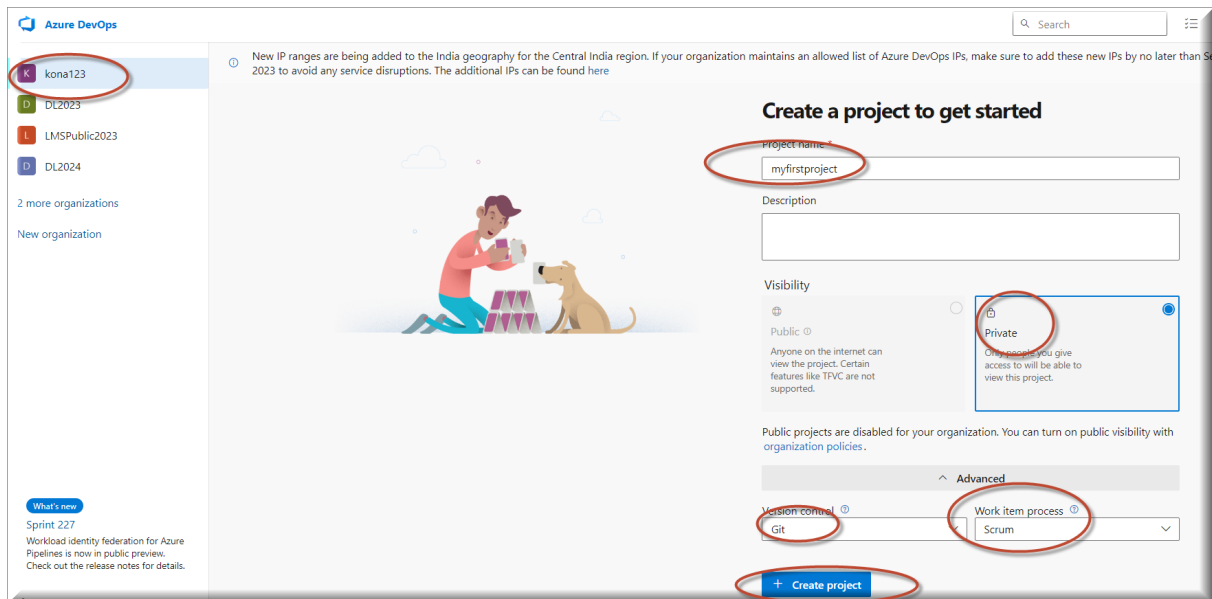 Azure DevOps
Search
K kona123
D DL2023
L LMSPublic2023
D DL2024
2 more organizations
New organization
What's new
Sprint 227
Workload identity federation for Azure
Pipelines is now in public preview.
Check out the release notes for details.
New IP ranges are being added to the India geography for the Central India region. If your organization maintains an allowed list of Azure DevOps IPs, make sure to add these new IPs by no later than
2023 to avoid any service disruptions. The additional IPs can be found here
Create a project to get started
Project name *
myfirstproject
Description
Visibility
Public
Anyone on the internet can
view the project. Certain
features like TFVC are not
supported.
Private
Only people you give
access to will be able to
view this project.
Public projects are disabled for your organization. You can turn on public visibility with
organization policies.
Advanced
Version control
Git
Work item process
Scrum
+ Create project